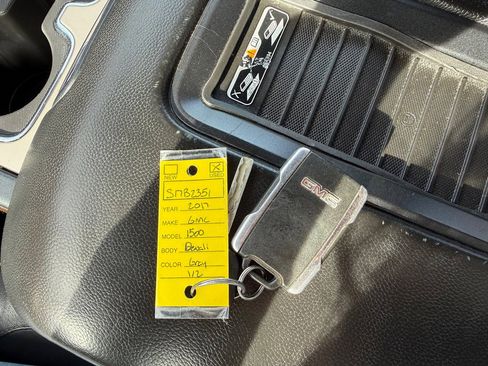 NEW
USED
SMB2351
YEAR 2017
MAKE GMC
MODEL 1500
BODY Denali
COLOR Gray
1/2
GMC